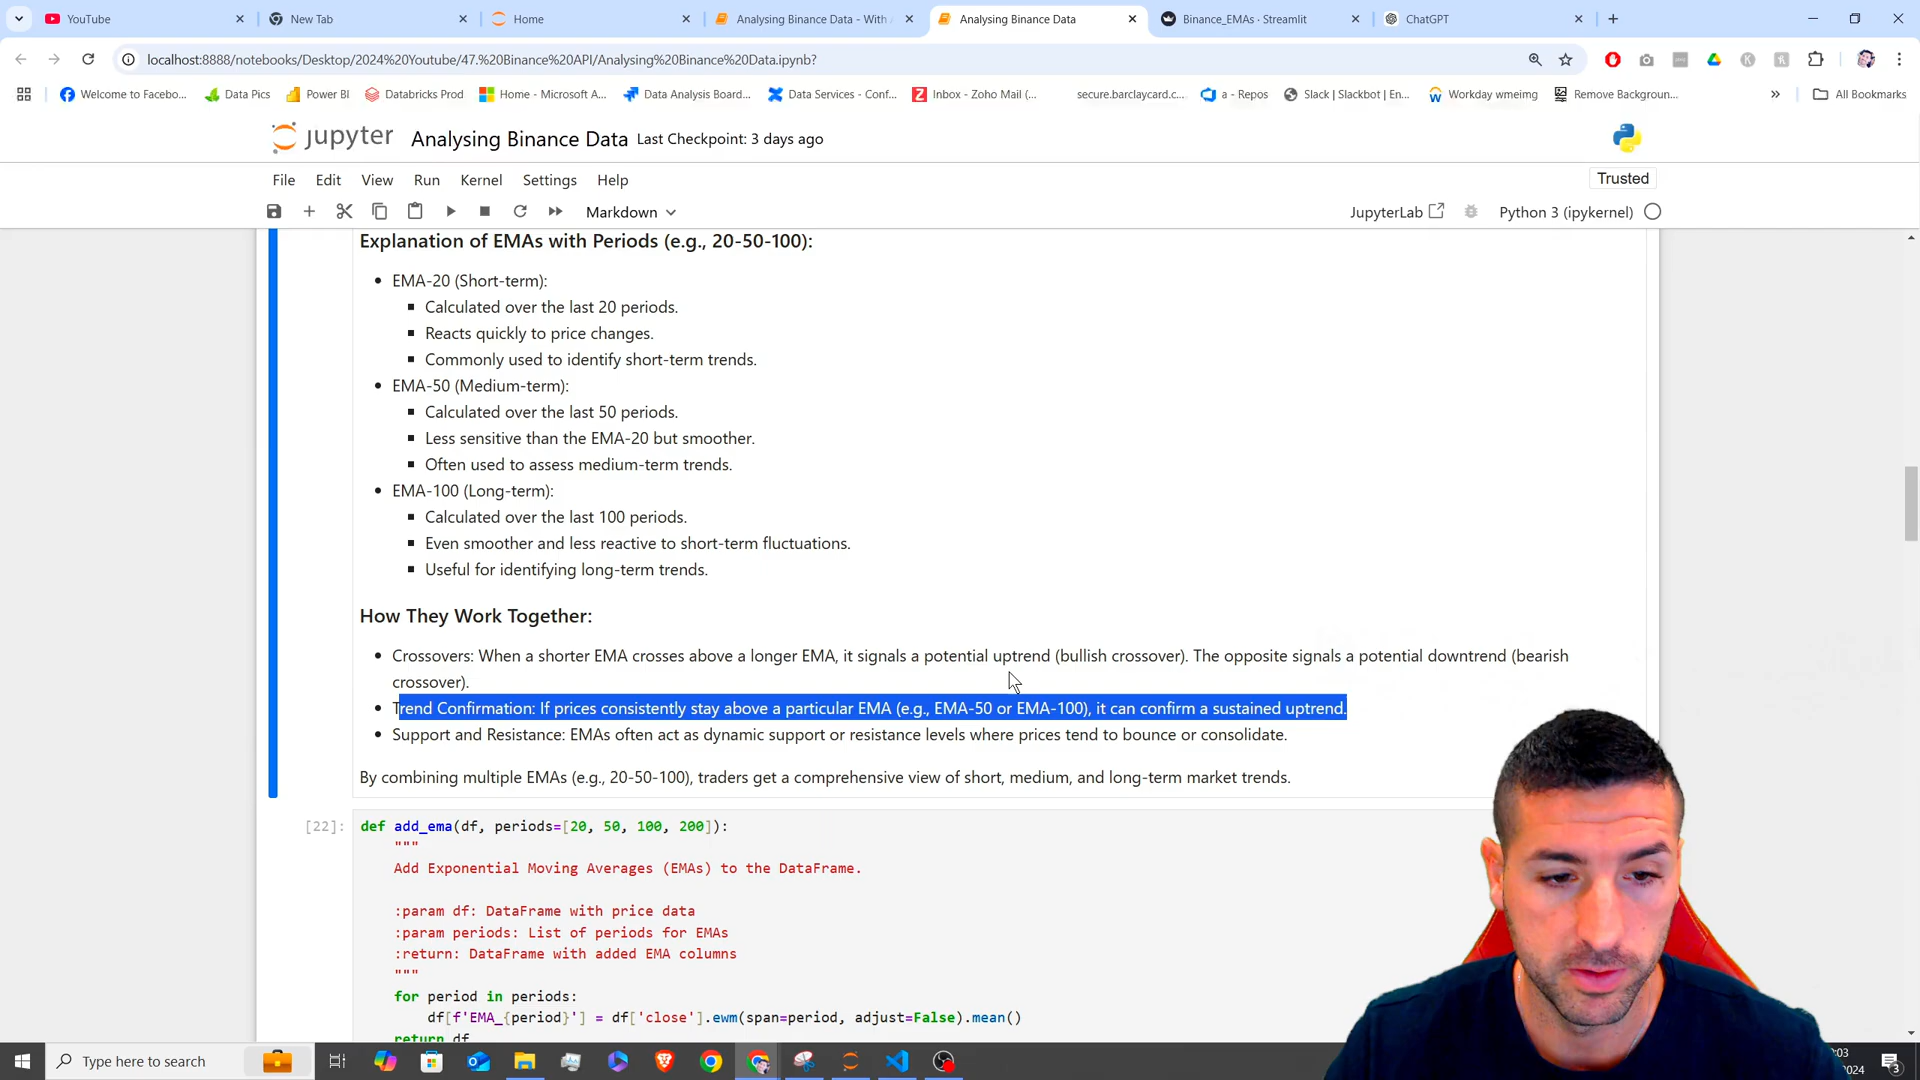 YouTube
New Tab
Home
Analysing Binance Data - With
Analysing Binance Data
Binance_EMAs · Streamlit
ChatGPT
localhost:8888/notebooks/Desktop/2024%20Youtube/47.%20Binance%20API/Analysing%20Binance%20Data.ipynb?
Welcome to Facebo...
Data Pics
Power BI
Databricks Prod
Home - Microsoft A...
Data Analysis Board...
Data Services - Conf...
Inbox - Zoho Mail (...
secure.barclaycard.c...
a - Repos
Slack | Slackbot | En...
Workday wmeimg
Remove Backgroun...
All Bookmarks
jupyter Analysing Binance Data Last Checkpoint: 3 days ago
File Edit View Run Kernel Settings Help
Trusted
Markdown
JupyterLab
Python 3 (ipykernel)
Explanation of EMAs with Periods (e.g., 20-50-100):
EMA-20 (Short-term):
Calculated over the last 20 periods.
Reacts quickly to price changes.
Commonly used to identify short-term trends.
EMA-50 (Medium-term):
Calculated over the last 50 periods.
Less sensitive than the EMA-20 but smoother.
Often used to assess medium-term trends.
EMA-100 (Long-term):
Calculated over the last 100 periods.
Even smoother and less reactive to short-term fluctuations.
Useful for identifying long-term trends.
How They Work Together:
Crossovers: When a shorter EMA crosses above a longer EMA, it signals a potential uptrend (bullish crossover). The opposite signals a potential downtrend (bearish
crossover).
Trend Confirmation: If prices consistently stay above a particular EMA (e.g., EMA-50 or EMA-100), it can confirm a sustained uptrend.
Support and Resistance: EMAs often act as dynamic support or resistance levels where prices tend to bounce or consolidate.
By combining multiple EMAs (e.g., 20-50-100), traders get a comprehensive view of short, medium, and long-term market trends.
[22]: def add_ema(df, periods=[20, 50, 100, 200]):
"""
Add Exponential Moving Averages (EMAs) to the DataFrame.
:param df: DataFrame with price data
:param periods: List of periods for EMAs
:return: DataFrame with added EMA columns
"""
for period in periods:
df[f'EMA_{period}'] = df['close'].ewm(span=period, adjust=False).mean()
return df
Type here to search
:03
2024
3